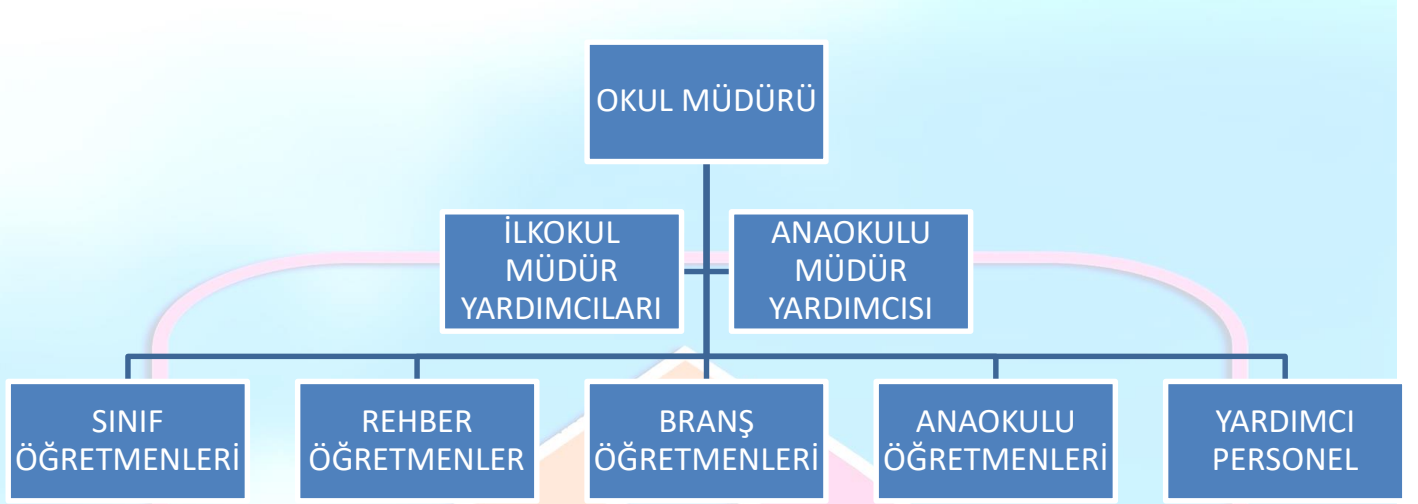 OKUL MÜDÜRÜ
İLKOKUL
MÜDÜR
YARDIMCILARI
ANAOKULU
MÜDÜR
YARDIMCISI
SINIF
ÖĞRETMENLERİ
REHBER
ÖĞRETMENLER
BRANŞ
ÖĞRETMENLERİ
ANAOKULU
ÖĞRETMENLERİ
YARDIMCI
PERSONEL